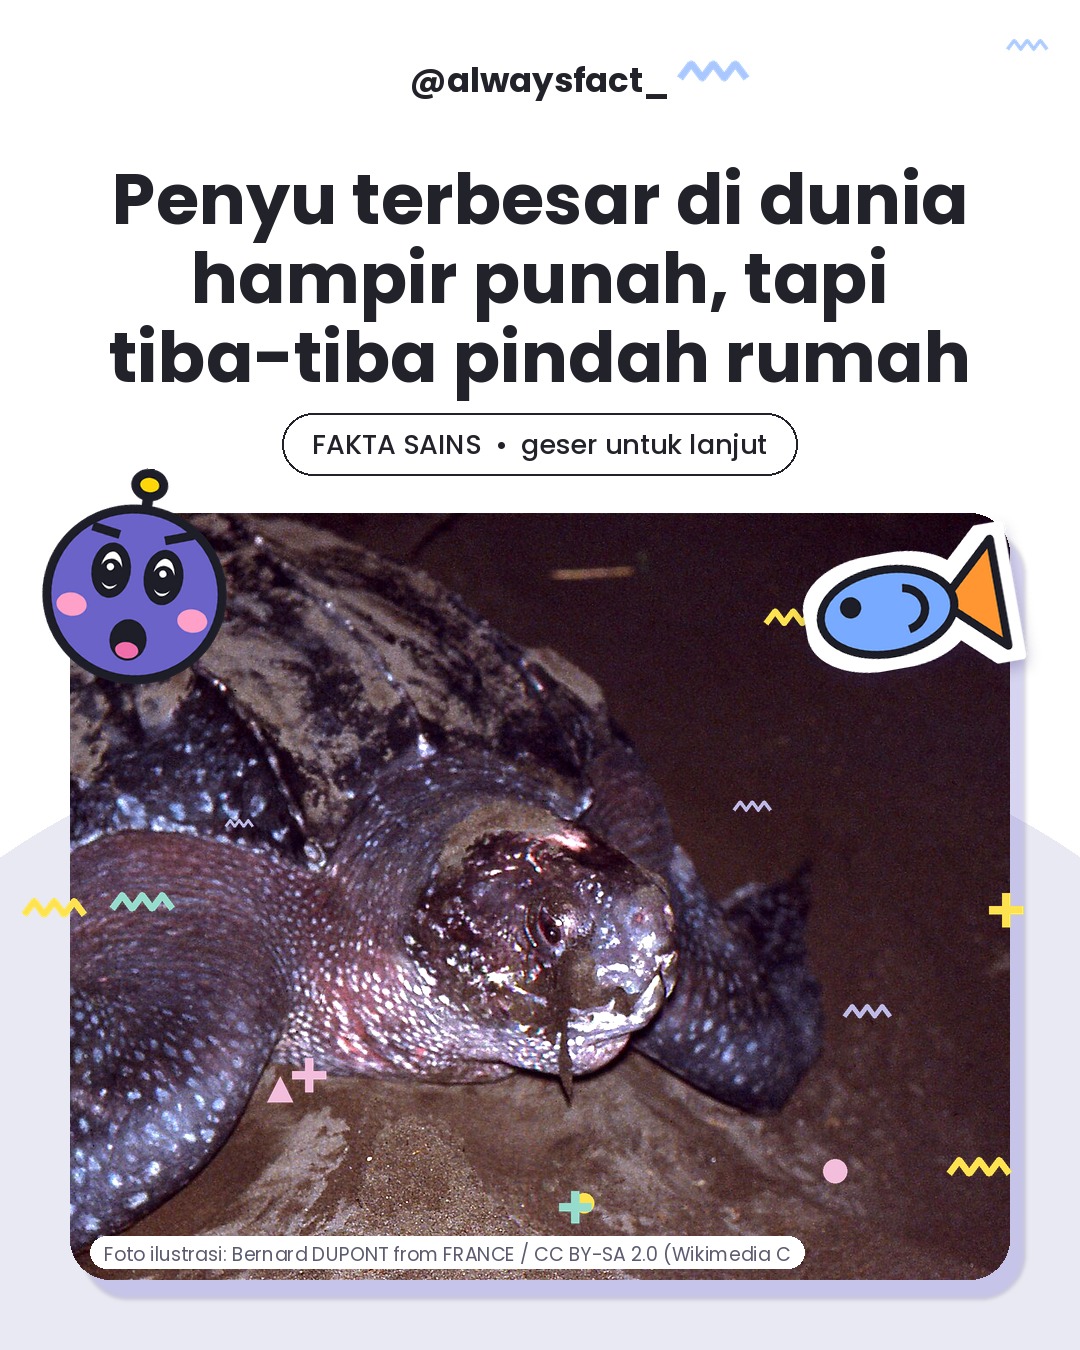 @alwaysfact_
Penyu terbesar di dunia
hampir punah, tapi
tiba-tiba pindah rumah
FAKTA SAINS • geser untuk lanjut
Foto ilustrasi: Bernard DUPONT from FRANCE / CC BY-SA 2.0 (Wikimedia C